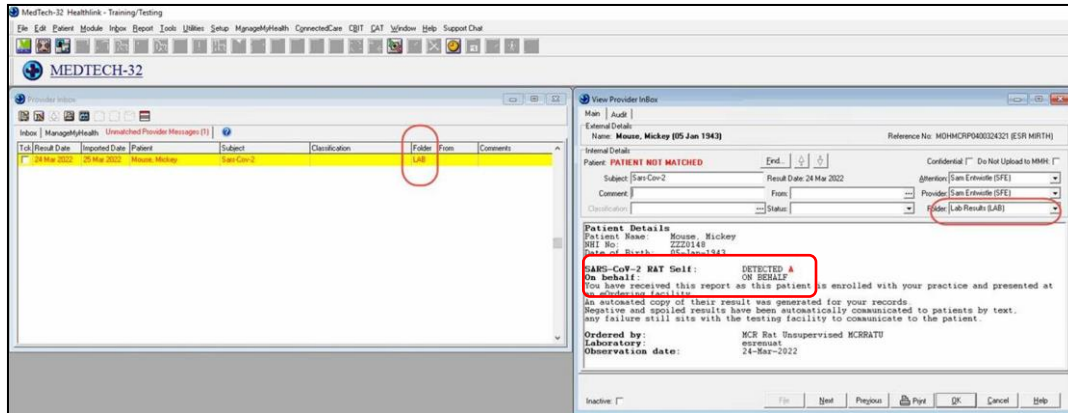 MedTech-32 Healthlink - Training/Testing
File Edit Patient Module Inbox Report Tools Utilities Setup ManageMyHealth ConnectedCare CBIT CAT Window Help Support Chat
MEDTECH-32
Provider Inbox
Inbox ManageMyHealth Unmatched Provider Messages (1)
Tck Result Date Imported Date Patient Subject Classification Folder From Comments
24 Mar 2022 25 Mar 2022 Mouse, Mickey Sars-Cov-2 LAB
View Provider InBox
Main Audit
External Details
Name: Mouse, Mickey (05 Jan 1943) Reference No: MOHMCRP0400324321 (ESR MIRTH)
Internal Details
Patient: PATIENT NOT MATCHED Find... Confidential: Do Not Upload to MMH:
Subject: Sars-Cov-2 Result Date: 24 Mar 2022 Attention: Sam Entwistle (SFE)
Comment: From: Provider: Sam Entwistle (SFE)
Classification: Status: Folder: Lab Results (LAB)
Patient Details
Patient Name: Mouse, Mickey
NHI No: ZZZ0148
Date of Birth: 05-Jan-1943
SARS-CoV-2 RAT Self: DETECTED A
On behalf: ON BEHALF
You have received this report as this patient is enrolled with your practice and presented at
an eOrdering facility
An automated copy of their result was generated for your records.
Negative and spoiled results have been automatically communicated to patients by text,
any failure still sits with the testing facility to communicate to the patient.
Ordered by: MCR Rat Unsupervised MCRRATU
Laboratory: esrenuat
Observation date: 24-Mar-2022
Inactive: File Next Previous Print OK Cancel Help